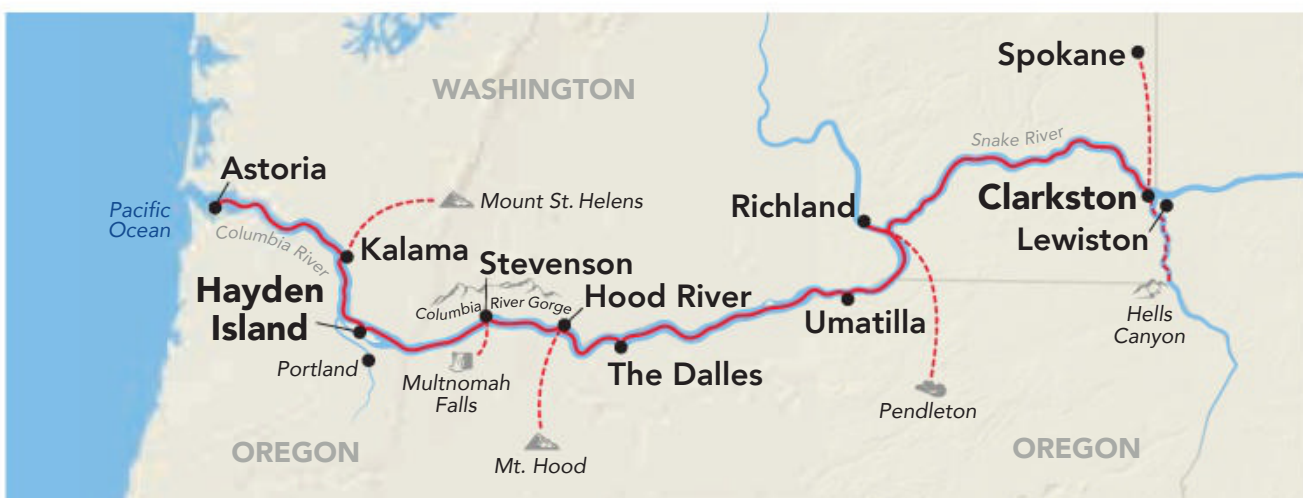 Spokane
WASHINGTON
Snake River
Astoria
Pacific
Ocean
Columbia River
Mount St. Helens
Richland
Clarkston
Lewiston
Kalama
Stevenson
Hayden
Island
Columbia River Gorge
Hood River
Umatilla
Hells
Canyon
Portland
Multnomah
Falls
The Dalles
Pendleton
OREGON
Mt. Hood
OREGON